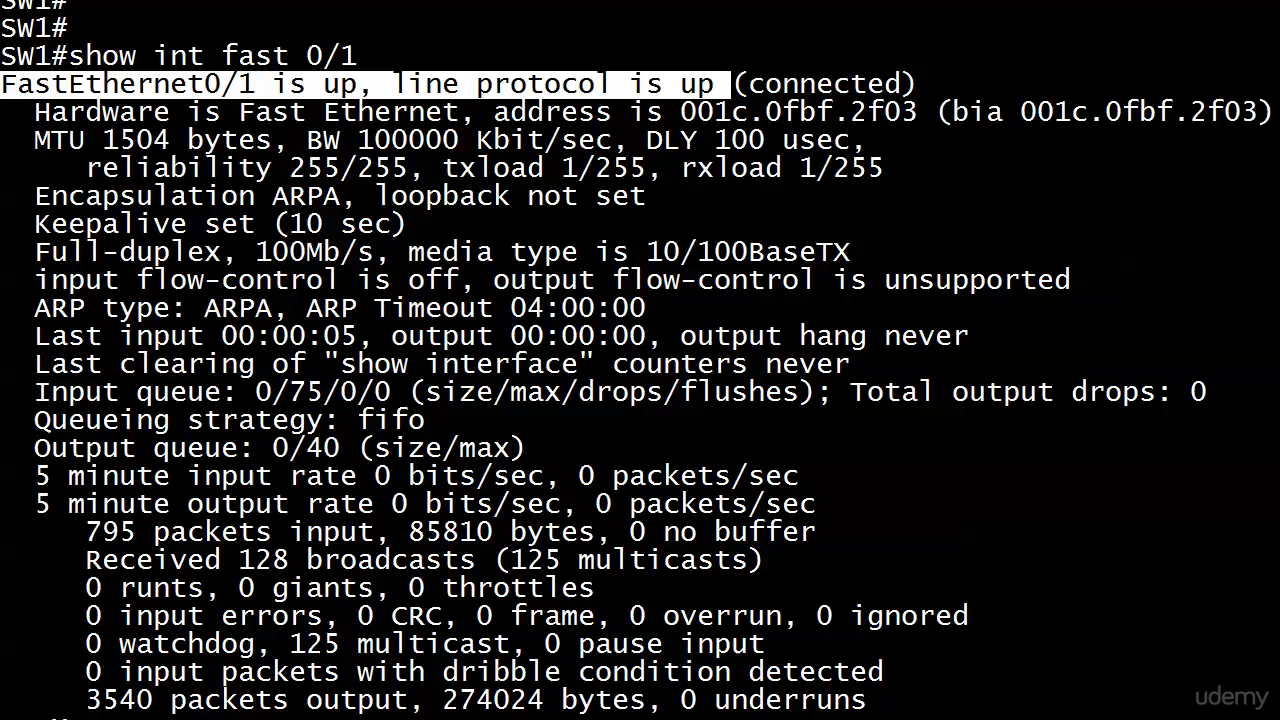 SW1#
SW1#
SW1#show int fast 0/1
FastEthernet0/1 is up, line protocol is up (connected)
Hardware is Fast Ethernet, address is 001c.0fbf.2f03 (bia 001c.0fbf.2f03)
MTU 1504 bytes, BW 100000 Kbit/sec, DLY 100 usec,
reliability 255/255, txload 1/255, rxload 1/255
Encapsulation ARPA, loopback not set
Keepalive set (10 sec)
Full-duplex, 100Mb/s, media type is 10/100BaseTX
input flow-control is off, output flow-control is unsupported
ARP type: ARPA, ARP Timeout 04:00:00
Last input 00:00:05, output 00:00:00, output hang never
Last clearing of "show interface" counters never
Input queue: 0/75/0/0 (size/max/drops/flushes); Total output drops: 0
Queueing strategy: fifo
Output queue: 0/40 (size/max)
5 minute input rate 0 bits/sec, 0 packets/sec
5 minute output rate 0 bits/sec, 0 packets/sec
795 packets input, 85810 bytes, 0 no buffer
Received 128 broadcasts (125 multicasts)
0 runts, 0 giants, 0 throttles
0 input errors, 0 CRC, 0 frame, 0 overrun, 0 ignored
0 watchdog, 125 multicast, 0 pause input
0 input packets with dribble condition detected
3540 packets output, 274024 bytes, 0 underruns
udemy